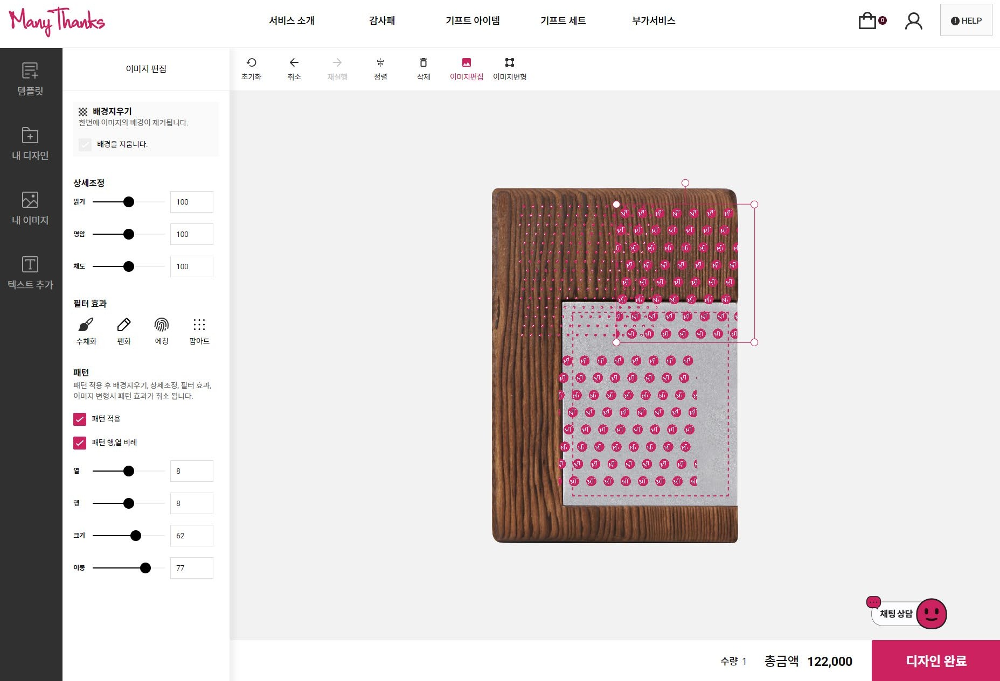 Many Thanks
서비스 소개
감사패
기프트 아이템
기프트 세트
부가서비스
0
HELP
템플릿
내 디자인
내 이미지
텍스트 추가
이미지 편집
초기화
취소
재실행
정렬
삭제
이미지편집
이미지변형
배경지우기
한번에 이미지의 배경이 제거됩니다.
배경을 지웁니다.
상세조정
밝기 100
명암 100
채도 100
필터 효과
수채화
펜화
에칭
팝아트
패턴
패턴 적용 후 배경지우기, 상세조정, 필터 효과,
이미지 변형시 패턴 효과가 취소 됩니다.
패턴 적용
패턴 행,열 비례
열 8
행 8
크기 62
이동 77
채팅 상담
수량 1
총금액 122,000
디자인 완료